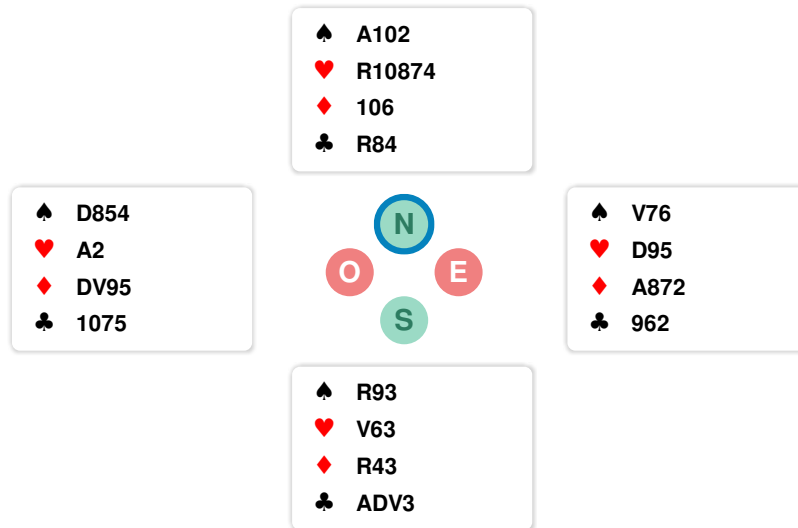 ♠ A102
♥ R10874
♦ 106
♣ R84
♠ D854
♥ A2
♦ DV95
♣ 1075
N
O E
S
♠ V76
♥ D95
♦ A872
♣ 962
♠ R93
♥ V63
♦ R43
♣ ADV3